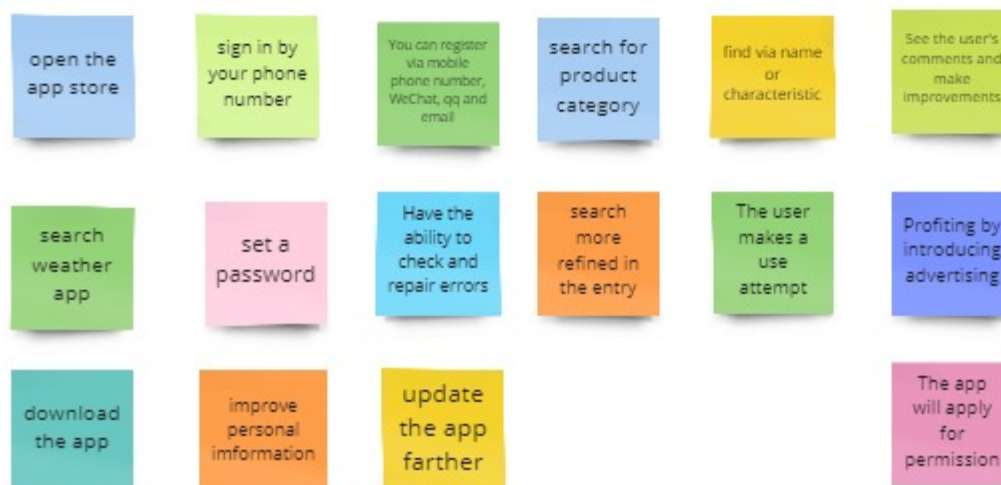 open the
app store
sign in by
your phone
number
You can register
via mobile
phone number,
WeChat, qq and
email
search for
product
category
find via name
or
characteristic
See the user's
comments and
make
improvements
search
weather
app
set a
password
Have the
ability to
check and
repair errors
search
more
refined in
the entry
The user
makes a
use
attempt
Profiting by
introducing
advertising
download
the app
improve
personal
imformation
update
the app
farther
The app
will apply
for
permission